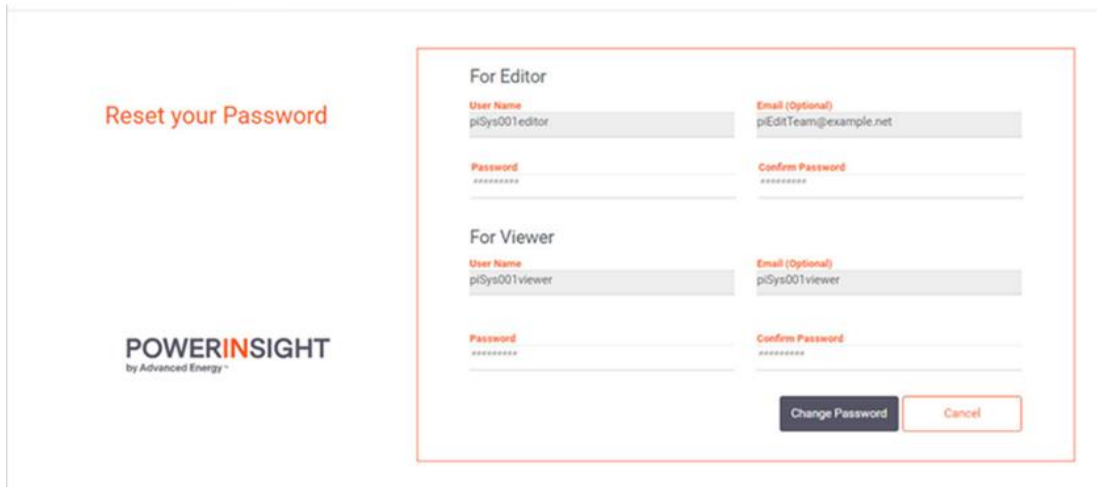 Reset your Password
For Editor
User Name
Email (Optional)
piSys001editor
piEditTeam@example.net
Password
Confirm Password
*********
*********
For Viewer
User Name
Email (Optional)
piSys001viewer
piSys001viewer
Password
Confirm Password
*********
*********
POWERINSIGHT
by Advanced Energy™
Change Password
Cancel